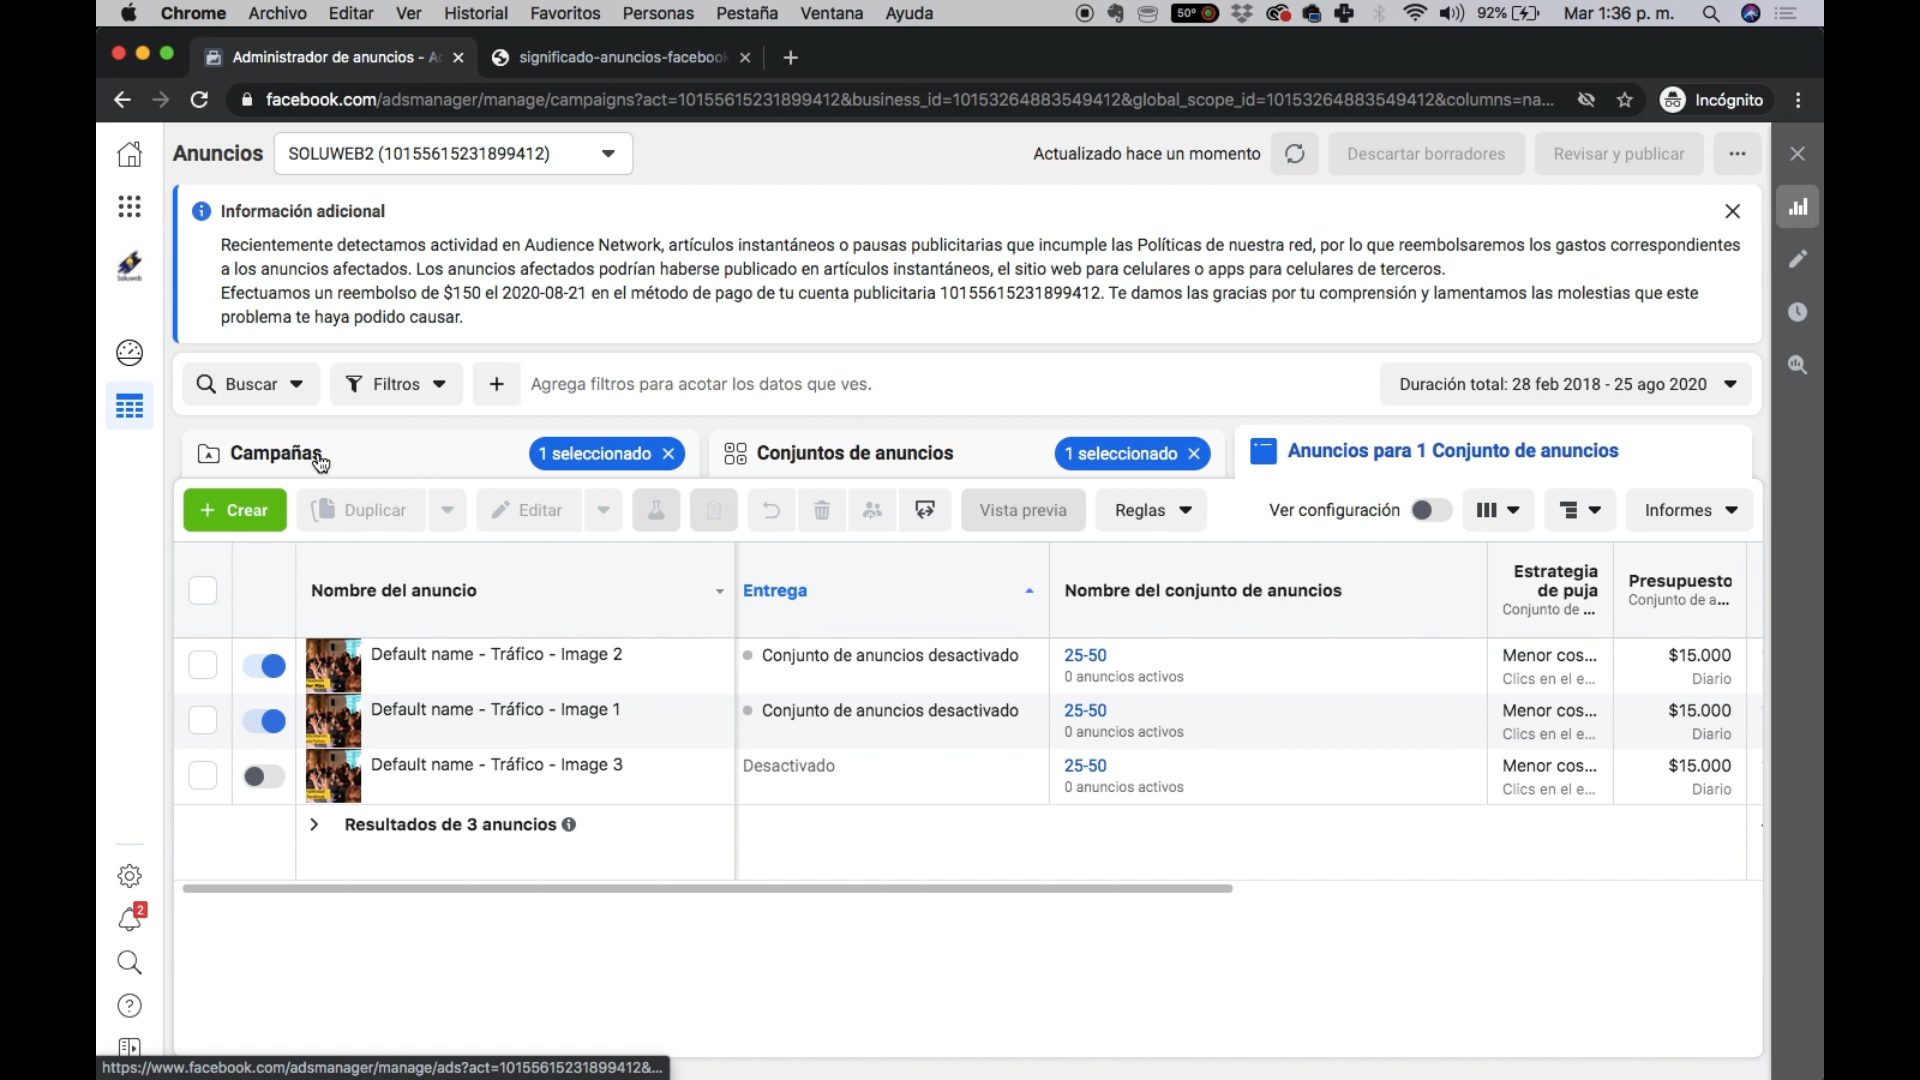 Chrome Archivo Editar Ver Historial Favoritos Personas Pestaña Ventana Ayuda 50° 92% Mar 1:36 p. m.
Administrador de anuncios - Ac significado-anuncios-facebook
facebook.com/adsmanager/manage/campaigns?act=10155615231899412&business_id=10153264883549412&global_scope_id=10153264883549412&columns=na... Incógnito
Anuncios SOLUWEB2 (10155615231899412) Actualizado hace un momento Descartar borradores Revisar y publicar ...
Información adicional
Recientemente detectamos actividad en Audience Network, artículos instantáneos o pausas publicitarias que incumple las Políticas de nuestra red, por lo que reembolsaremos los gastos correspondientes
a los anuncios afectados. Los anuncios afectados podrían haberse publicado en artículos instantáneos, el sitio web para celulares o apps para celulares de terceros.
Efectuamos un reembolso de $150 el 2020-08-21 en el método de pago de tu cuenta publicitaria 10155615231899412. Te damos las gracias por tu comprensión y lamentamos las molestias que este
problema te haya podido causar.
Soluweb
Buscar Filtros + Agrega filtros para acotar los datos que ves. Duración total: 28 feb 2018 - 25 ago 2020
Campañas 1 seleccionado Conjuntos de anuncios 1 seleccionado Anuncios para 1 Conjunto de anuncios
+ Crear Duplicar Editar Vista previa Reglas Ver configuración Informes
Nombre del anuncio Entrega Nombre del conjunto de anuncios Estrategia de puja Conjunto de ... Presupuesto Conjunto de a...
Default name - Tráfico - Image 2 Conjunto de anuncios desactivado 25-50 Menor cos... $15.000
0 anuncios activos Clics en el e... Diario
Default name - Tráfico - Image 1 Conjunto de anuncios desactivado 25-50 Menor cos... $15.000
0 anuncios activos Clics en el e... Diario
Default name - Tráfico - Image 3 Desactivado 25-50 Menor cos... $15.000
0 anuncios activos Clics en el e... Diario
Resultados de 3 anuncios
2
https://www.facebook.com/adsmanager/manage/ads?act=10155615231899412&...